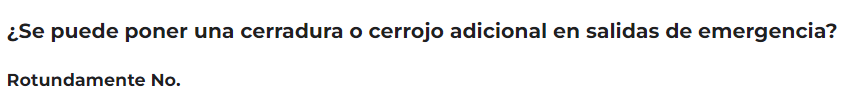 ¿Se puede poner una cerradura o cerrojo adicional en salidas de emergencia?
Rotundamente No.